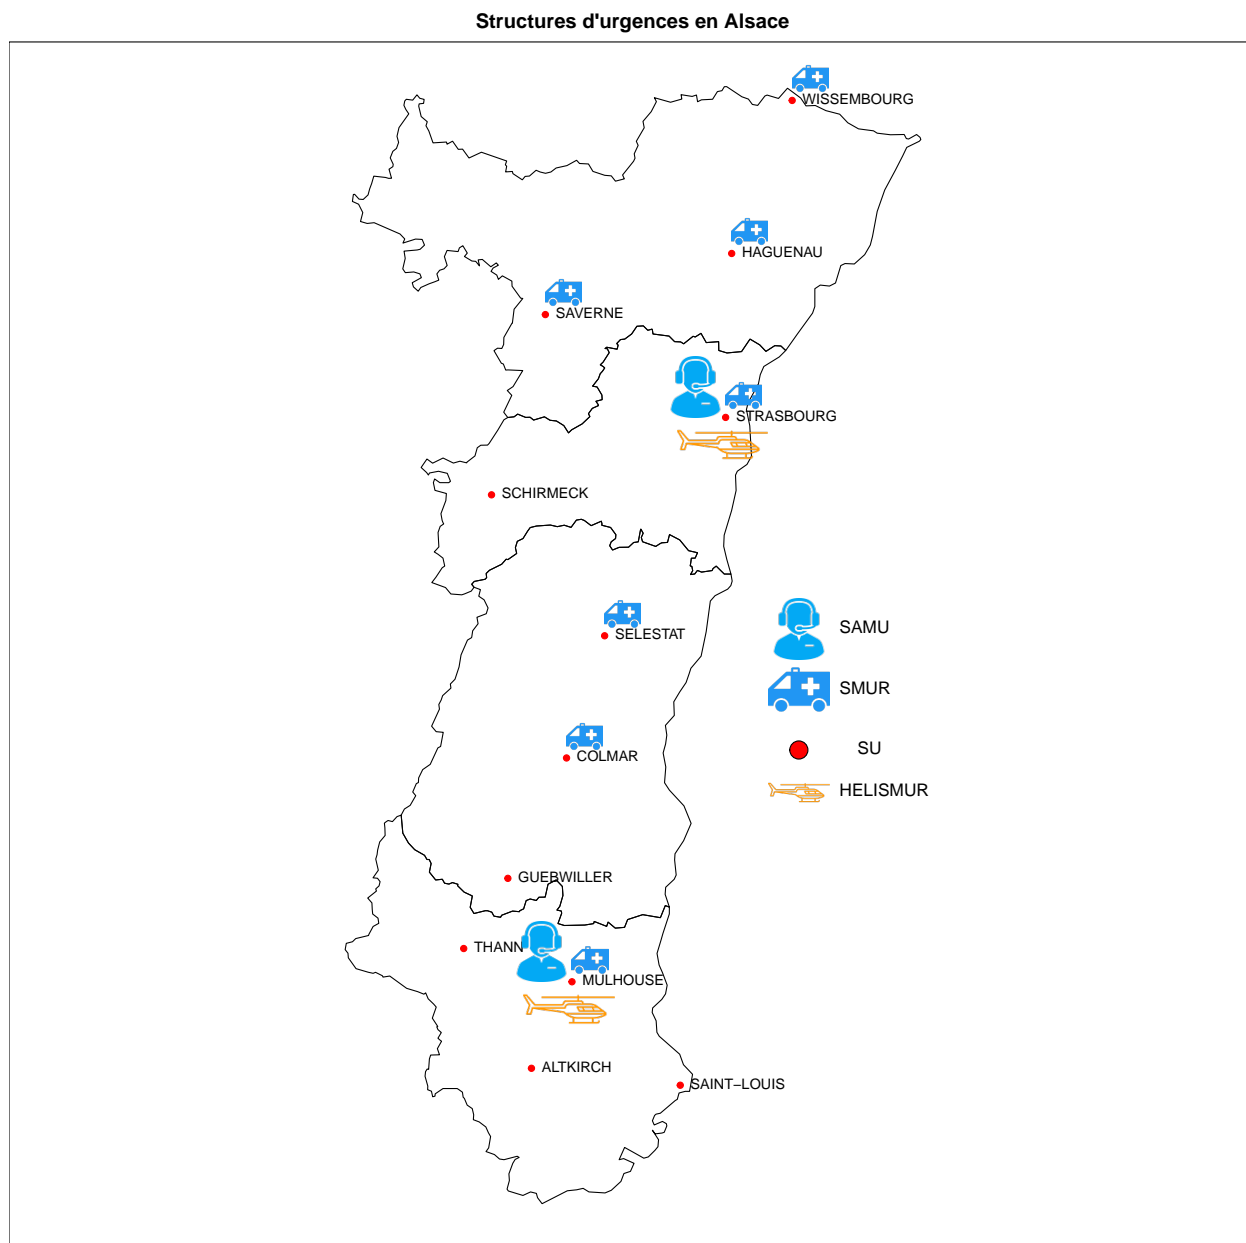 Structures d'urgences en Alsace
WISSEMBOURG
HAGUENAU
SAVERNE
STRASBOURG
SCHIRMECK
SELESTAT
SAMU
SMUR
COLMAR
SU
HELISMUR
GUEBWILLER
THANN
MULHOUSE
ALTKIRCH
SAINT−LOUIS